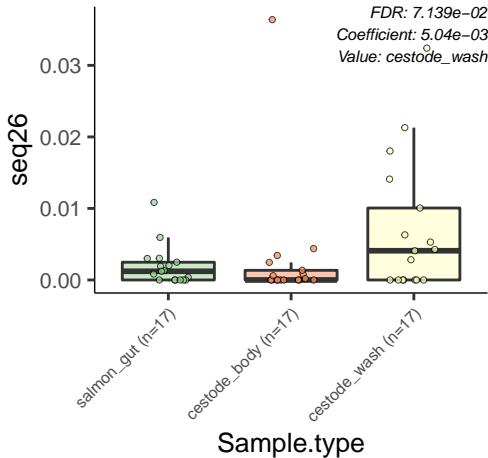 FDR: 7.139e−02
Coefficient: 5.04e−03
Value: cestode_wash
seq26
0.03
0.02
0.01
0.00
salmon_gut (n=17)
cestode_body (n=17)
cestode_wash (n=17)
Sample.type